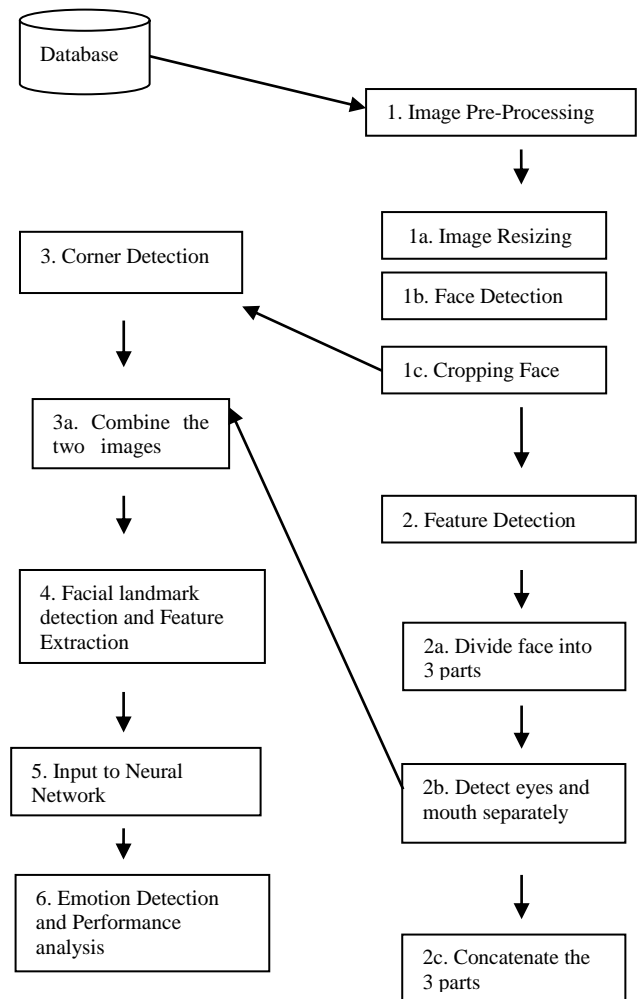 Database
1. Image Pre-Processing
1a. Image Resizing
1b. Face Detection
1c. Cropping Face
2. Feature Detection
2a. Divide face into
3 parts
2b. Detect eyes and
mouth separately
2c. Concatenate the
3 parts
3. Corner Detection
3a. Combine the
two images
4. Facial landmark
detection and Feature
Extraction
5. Input to Neural
Network
6. Emotion Detection
and Performance
analysis